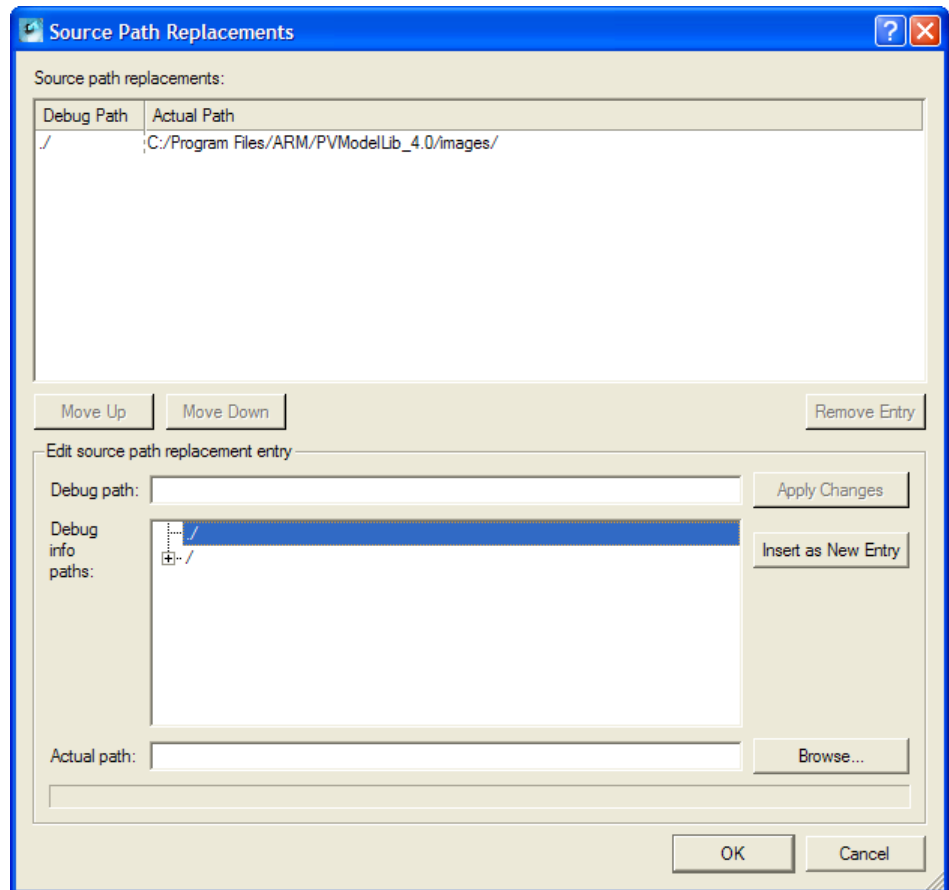 Source Path Replacements
Source path replacements:
Debug Path Actual Path
./ C:/Program Files/ARM/PVModelLib_4.0/images/
Move Up Move Down Remove Entry
Edit source path replacement entry
Debug path: Apply Changes
Debug info paths:
./
/
Insert as New Entry
Actual path: Browse...
OK Cancel